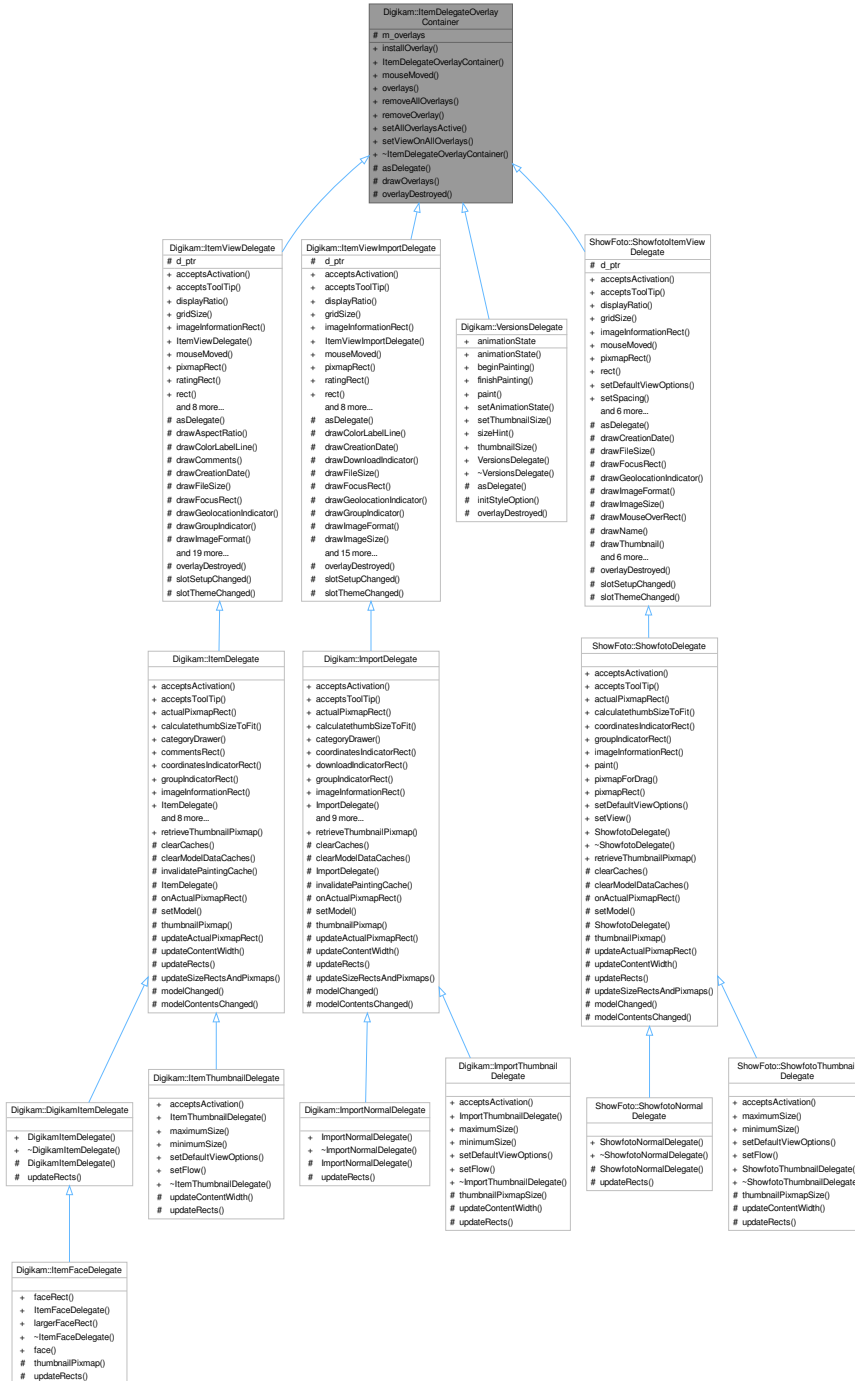 Digikam::ItemDelegateOverlay
Container
# m_overlays
+ installOverlay()
+ ItemDelegateOverlayContainer()
+ mouseMoved()
+ overlays()
+ removeAllOverlays()
+ removeOverlay()
+ setAllOverlaysActive()
+ setViewOnAllOverlays()
+ ~ItemDelegateOverlayContainer()
# asDelegate()
# drawOverlays()
# overlayDestroyed()
Digikam::ItemViewDelegate
# d_ptr
+ acceptsActivation()
+ acceptsToolTip()
+ displayRatio()
+ gridSize()
+ imageInformationRect()
+ ItemViewDelegate()
+ mouseMoved()
+ pixmapRect()
+ ratingRect()
+ rect()
and 8 more...
# asDelegate()
# drawAspectRatio()
# drawColorLabelLine()
# drawComments()
# drawCreationDate()
# drawFileSize()
# drawFocusRect()
# drawGeolocationIndicator()
# drawGroupIndicator()
# drawImageFormat()
and 19 more...
# overlayDestroyed()
# slotSetupChanged()
# slotThemeChanged()
Digikam::ItemViewImportDelegate
# d_ptr
+ acceptsActivation()
+ acceptsToolTip()
+ displayRatio()
+ gridSize()
+ imageInformationRect()
+ ItemViewImportDelegate()
+ mouseMoved()
+ pixmapRect()
+ ratingRect()
+ rect()
and 8 more...
# asDelegate()
# drawColorLabelLine()
# drawCreationDate()
# drawDownloadIndicator()
# drawFileSize()
# drawFocusRect()
# drawGeolocationIndicator()
# drawGroupIndicator()
# drawImageFormat()
# drawImageSize()
and 15 more...
# overlayDestroyed()
# slotSetupChanged()
# slotThemeChanged()
Digikam::VersionsDelegate
+ animationState
+ animationState()
+ beginPainting()
+ finishPainting()
+ paint()
+ setAnimationState()
+ setThumbnailSize()
+ sizeHint()
+ thumbnailSize()
+ VersionsDelegate()
+ ~VersionsDelegate()
# asDelegate()
# initStyleOption()
# overlayDestroyed()
ShowFoto::ShowfotoItemView
Delegate
# d_ptr
+ acceptsActivation()
+ acceptsToolTip()
+ displayRatio()
+ gridSize()
+ imageInformationRect()
+ mouseMoved()
+ pixmapRect()
+ rect()
+ setDefaultViewOptions()
+ setSpacing()
and 6 more...
# asDelegate()
# drawCreationDate()
# drawFileSize()
# drawFocusRect()
# drawGeolocationIndicator()
# drawImageFormat()
# drawImageSize()
# drawMouseOverRect()
# drawName()
# drawThumbnail()
and 6 more...
# overlayDestroyed()
# slotSetupChanged()
# slotThemeChanged()
Digikam::ItemDelegate
+ acceptsActivation()
+ acceptsToolTip()
+ actualPixmapRect()
+ calculatethumbSizeToFit()
+ categoryDrawer()
+ commentsRect()
+ coordinatesIndicatorRect()
+ groupIndicatorRect()
+ imageInformationRect()
+ ItemDelegate()
and 8 more...
+ retrieveThumbnailPixmap()
# clearCaches()
# clearModelDataCaches()
# invalidatePaintingCache()
# ItemDelegate()
# onActualPixmapRect()
# setModel()
# thumbnailPixmap()
# updateActualPixmapRect()
# updateContentWidth()
# updateRects()
# updateSizeRectsAndPixmaps()
# modelChanged()
# modelContentsChanged()
Digikam::ImportDelegate
+ acceptsActivation()
+ acceptsToolTip()
+ actualPixmapRect()
+ calculatethumbSizeToFit()
+ categoryDrawer()
+ coordinatesIndicatorRect()
+ downloadIndicatorRect()
+ groupIndicatorRect()
+ imageInformationRect()
+ ImportDelegate()
and 9 more...
+ retrieveThumbnailPixmap()
# clearCaches()
# clearModelDataCaches()
# ImportDelegate()
# invalidatePaintingCache()
# onActualPixmapRect()
# setModel()
# thumbnailPixmap()
# updateActualPixmapRect()
# updateContentWidth()
# updateRects()
# updateSizeRectsAndPixmaps()
# modelChanged()
# modelContentsChanged()
ShowFoto::ShowfotoDelegate
+ acceptsActivation()
+ acceptsToolTip()
+ actualPixmapRect()
+ calculatethumbSizeToFit()
+ coordinatesIndicatorRect()
+ groupIndicatorRect()
+ imageInformationRect()
+ paint()
+ pixmapForDrag()
+ pixmapRect()
+ setDefaultViewOptions()
+ setView()
+ ShowfotoDelegate()
+ ~ShowfotoDelegate()
+ retrieveThumbnailPixmap()
# clearCaches()
# clearModelDataCaches()
# onActualPixmapRect()
# setModel()
# ShowfotoDelegate()
# thumbnailPixmap()
# updateActualPixmapRect()
# updateContentWidth()
# updateRects()
# updateSizeRectsAndPixmaps()
# modelChanged()
# modelContentsChanged()
Digikam::DigikamItemDelegate
+ DigikamItemDelegate()
+ ~DigikamItemDelegate()
# DigikamItemDelegate()
# updateRects()
Digikam::ItemThumbnailDelegate
+ acceptsActivation()
+ ItemThumbnailDelegate()
+ maximumSize()
+ minimumSize()
+ setDefaultViewOptions()
+ setFlow()
+ ~ItemThumbnailDelegate()
# updateContentWidth()
# updateRects()
Digikam::ImportNormalDelegate
+ ImportNormalDelegate()
+ ~ImportNormalDelegate()
# ImportNormalDelegate()
# updateRects()
Digikam::ImportThumbnail
Delegate
+ acceptsActivation()
+ ImportThumbnailDelegate()
+ maximumSize()
+ minimumSize()
+ setDefaultViewOptions()
+ setFlow()
+ ~ImportThumbnailDelegate()
# thumbnailPixmapSize()
# updateContentWidth()
# updateRects()
ShowFoto::ShowfotoNormal
Delegate
+ ShowfotoNormalDelegate()
+ ~ShowfotoNormalDelegate()
# ShowfotoNormalDelegate()
# updateRects()
ShowFoto::ShowfotoThumbnail
Delegate
+ acceptsActivation()
+ maximumSize()
+ minimumSize()
+ setDefaultViewOptions()
+ setFlow()
+ ShowfotoThumbnailDelegate()
+ ~ShowfotoThumbnailDelegate
# thumbnailPixmapSize()
# updateContentWidth()
# updateRects()
Digikam::ItemFaceDelegate
+ faceRect()
+ ItemFaceDelegate()
+ largerFaceRect()
+ ~ItemFaceDelegate()
+ face()
# thumbnailPixmap()
# updateRects()